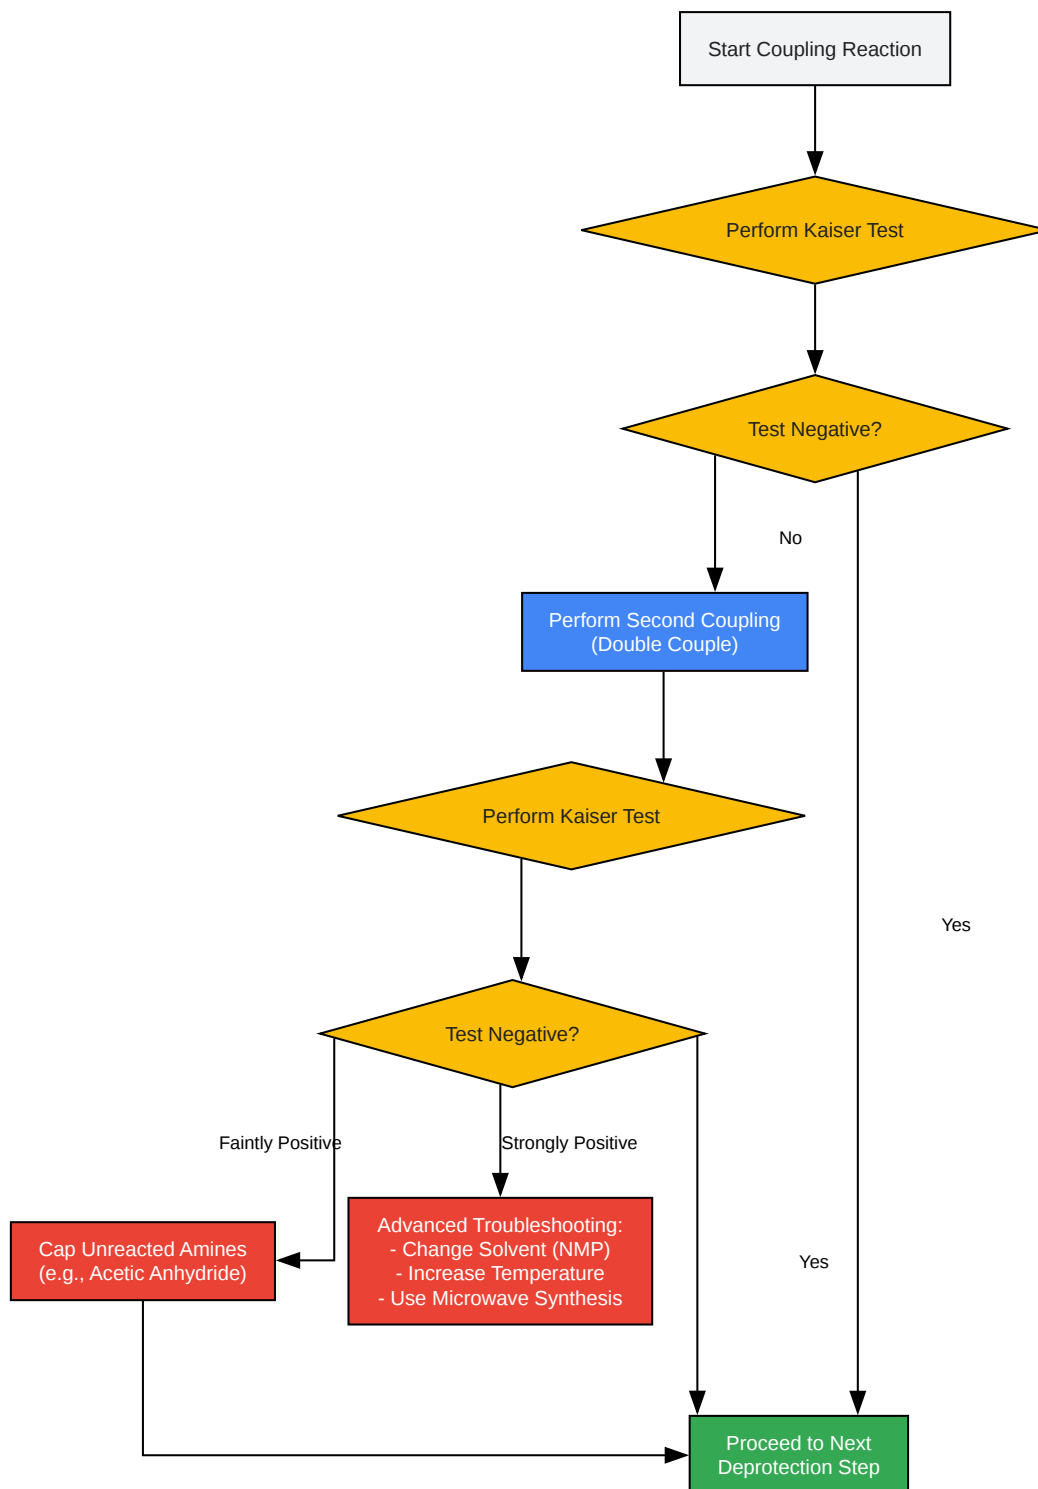 Start Coupling Reaction
Perform Kaiser Test
Test Negative?
No
Perform Second Coupling
(Double Couple)
Perform Kaiser Test
Yes
Test Negative?
Faintly Positive
Strongly Positive
Cap Unreacted Amines
(e.g., Acetic Anhydride)
Advanced Troubleshooting:
- Change Solvent (NMP)
- Increase Temperature
- Use Microwave Synthesis
Yes
Proceed to Next
Deprotection Step